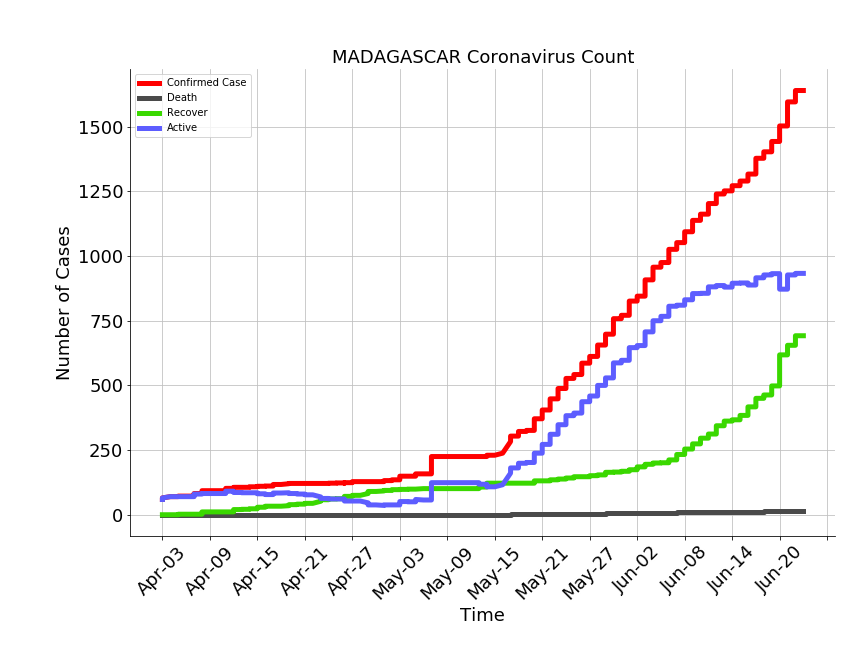 MADAGASCAR Coronavirus Count
Confirmed Case
Death
Recover
Active
Number of Cases
1500
1250
1000
750
500
250
0
Apr-03
Apr-09
Apr-15
Apr-21
Apr-27
May-03
May-09
May-15
May-21
May-27
Jun-02
Jun-08
Jun-14
Jun-20
Time